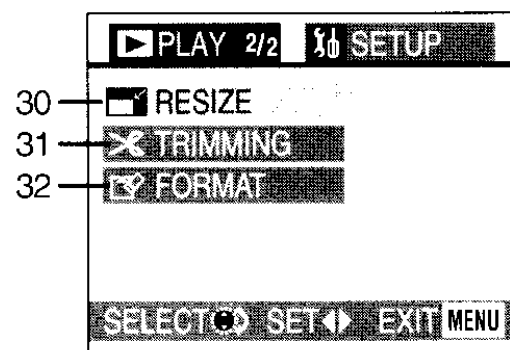 PLAY 2/2 SETUP
30 RESIZE
31 TRIMMING
32 FORMAT
SELECT SET EXIT MENU